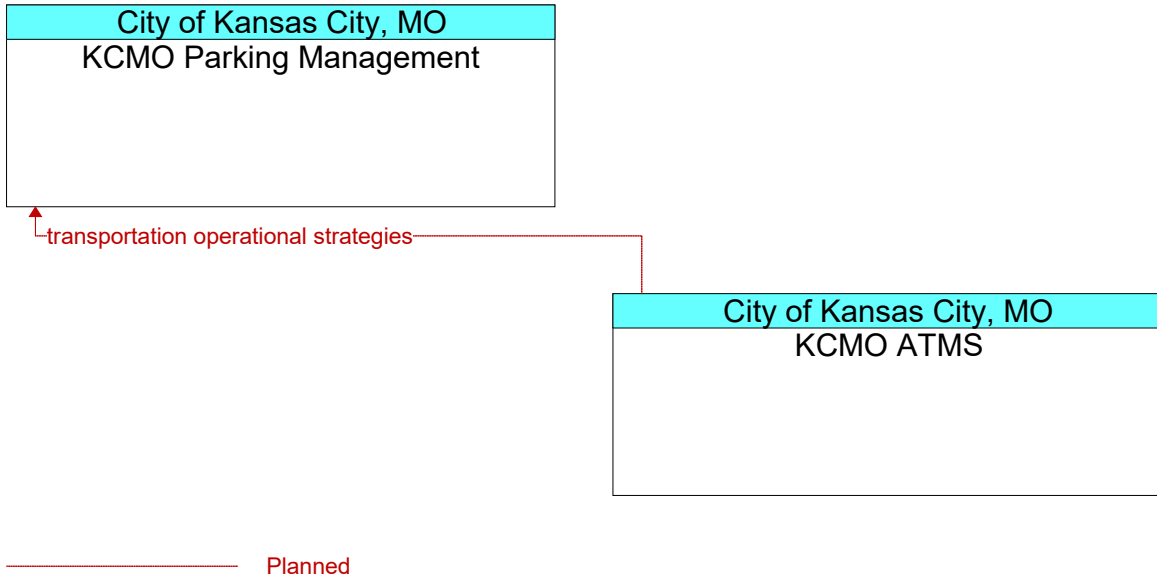 City of Kansas City, MO
KCMO Parking Management
transportation operational strategies
City of Kansas City, MO
KCMO ATMS
Planned